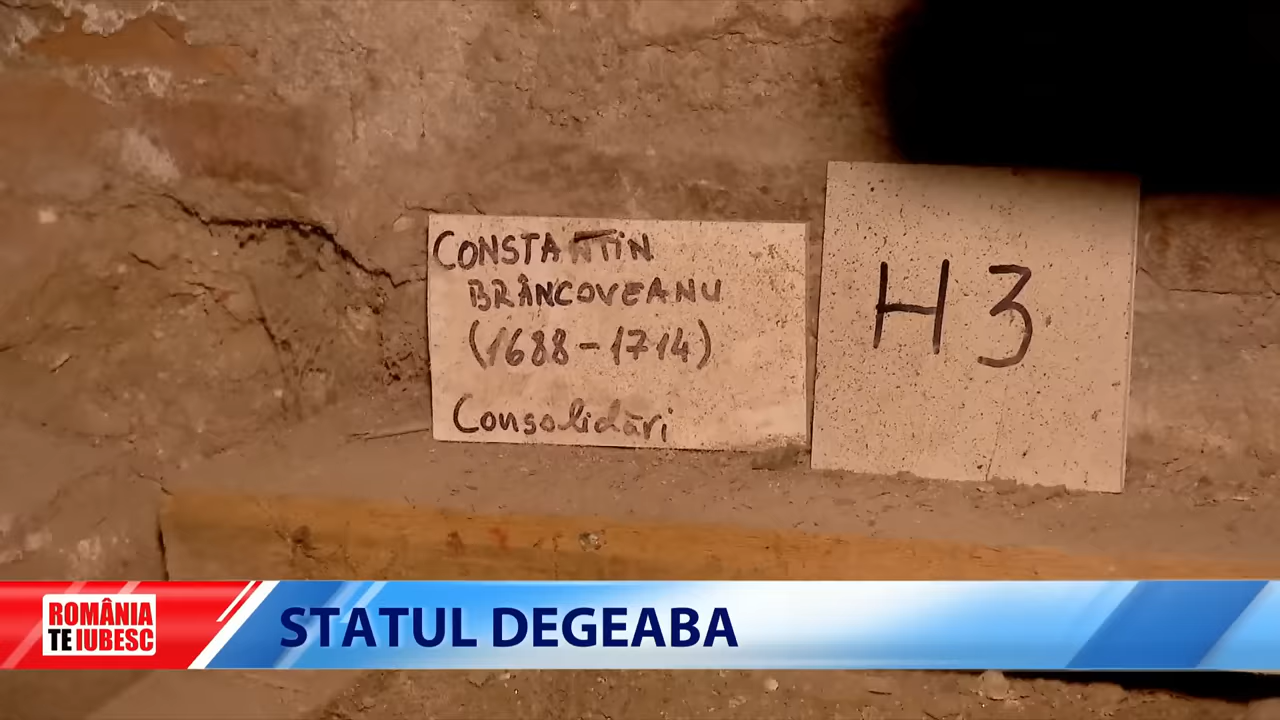 CONSTANTIN
BRÂNCOVEANU
(1688-1714)
Consolidări
H3
ROMÂNIA
TE IUBESC
STATUL DEGEABA